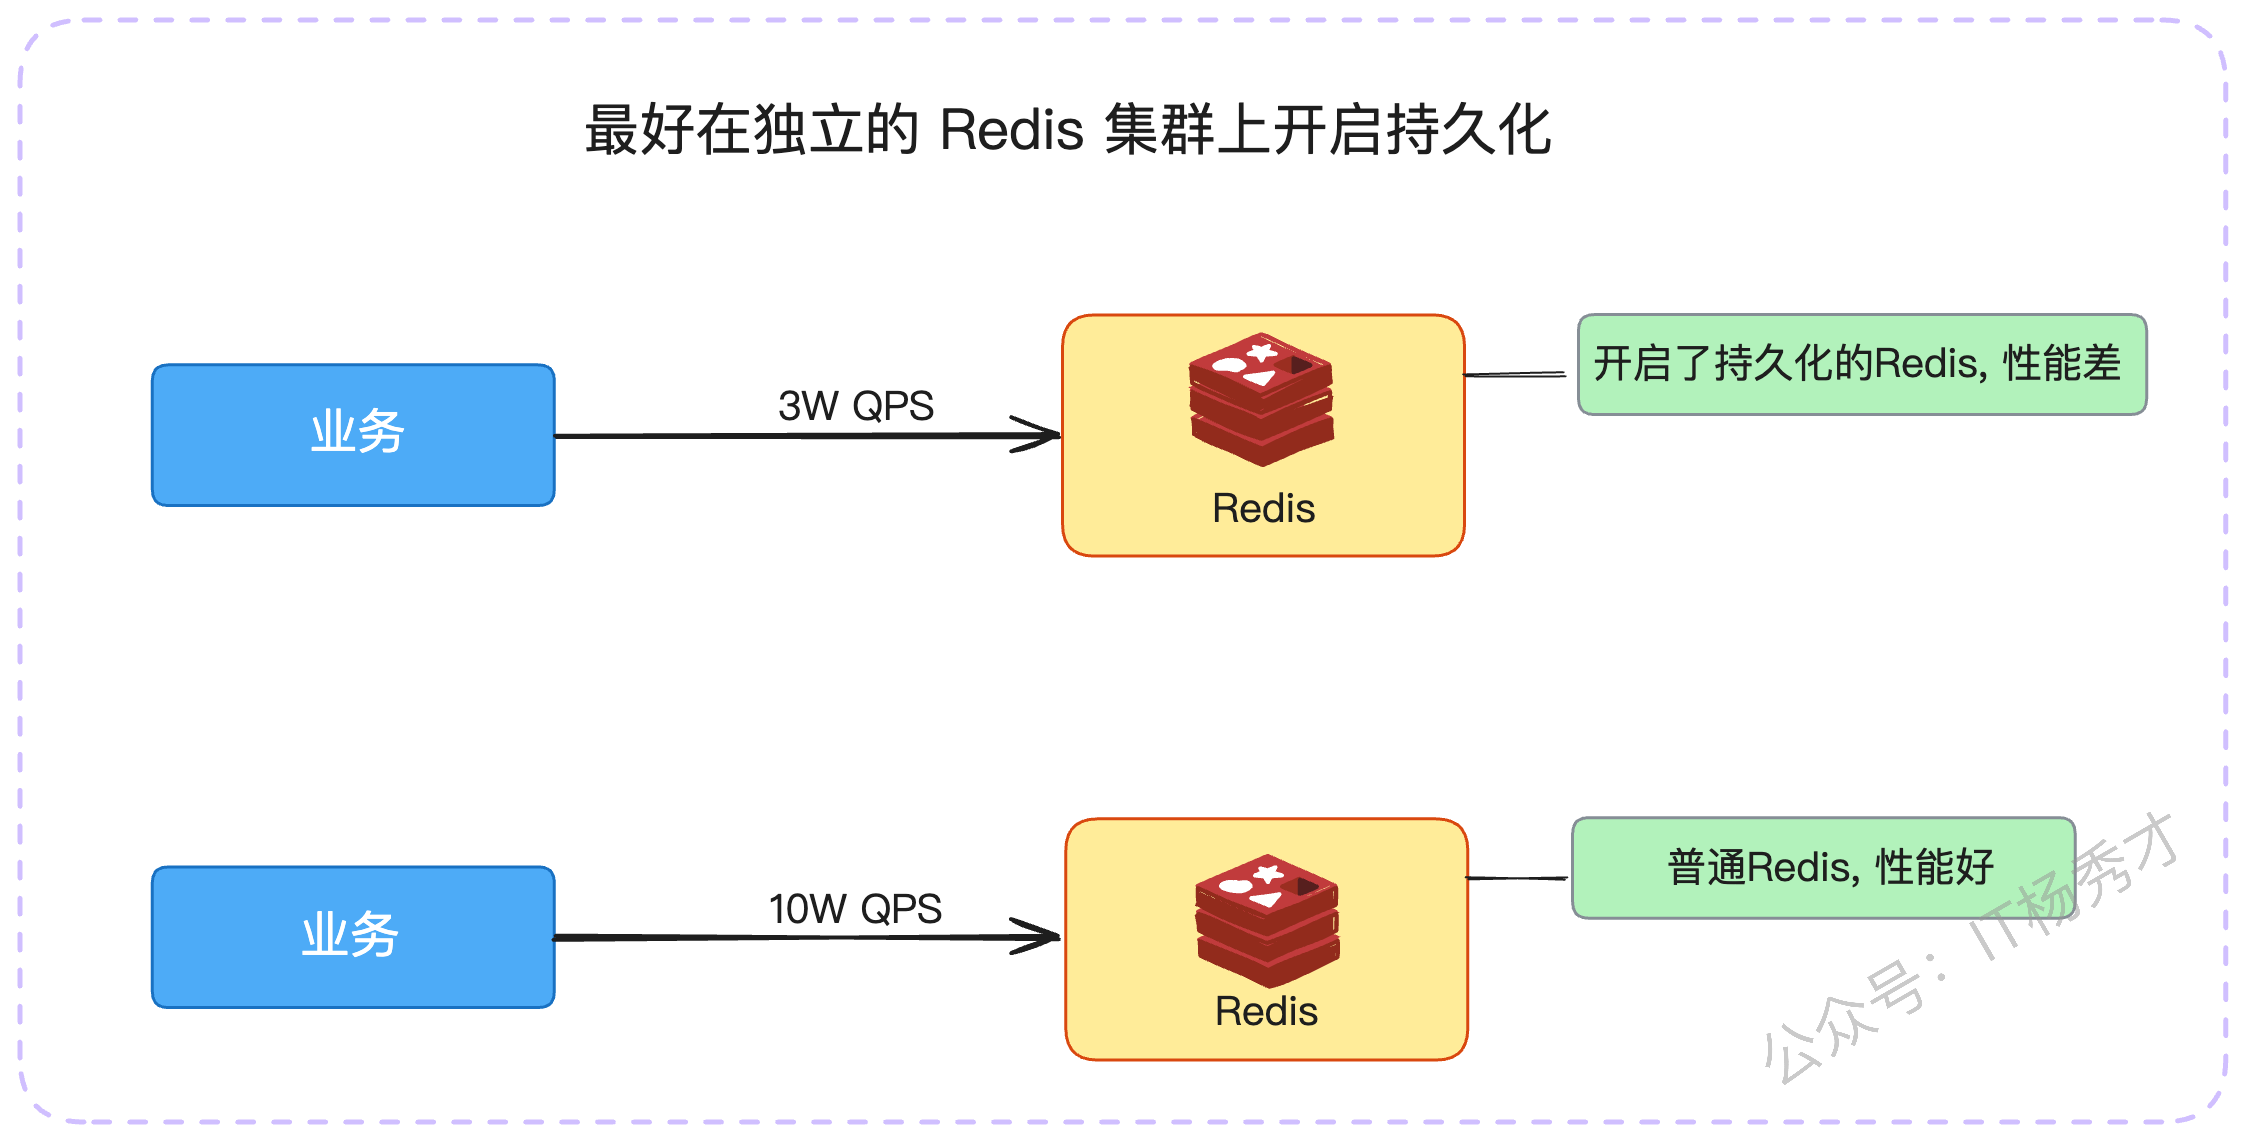 最好在独立的 Redis 集群上开启持久化
业务
3W QPS
Redis
开启了持久化的Redis, 性能差
业务
10W QPS
Redis
普通Redis, 性能好
公众号：IT杨秀才